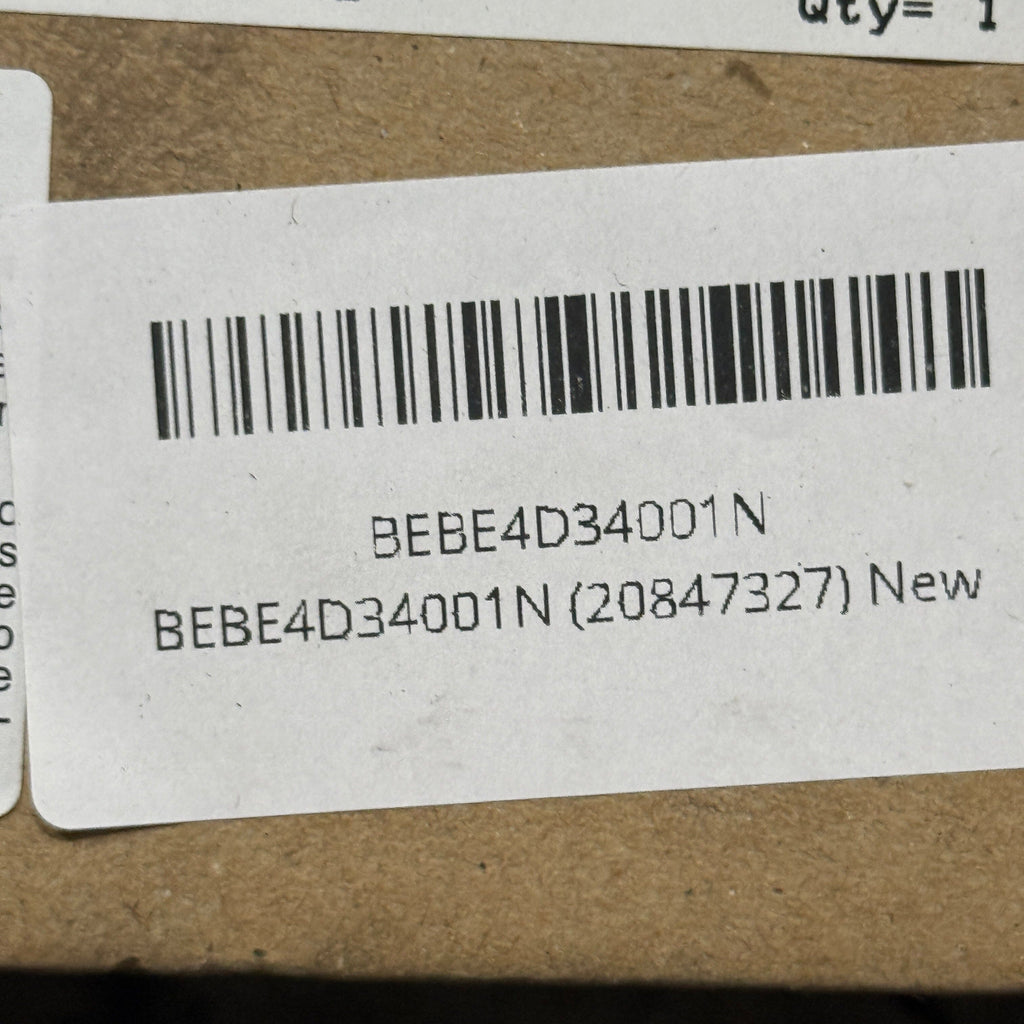 Qty= 1
BEBE4D34001N
BEBE4D34001N (20847327) New